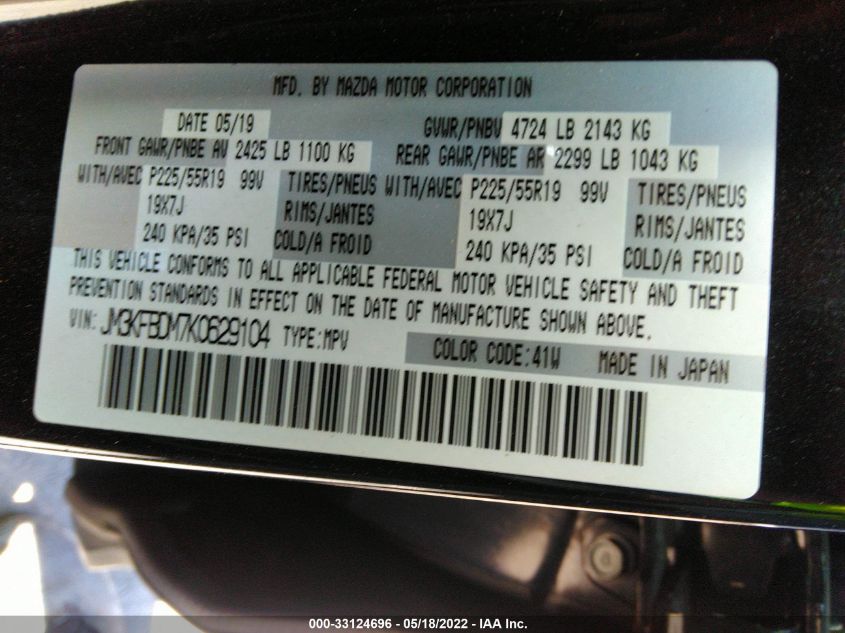 MFD. BY MAZDA MOTOR CORPORATION
DATE 05/19 GVWR/PNBV 4724 LB 2143 KG
FRONT GAWR/PNBE AV 2425 LB 1100 KG REAR GAWR/PNBE AR 2299 LB 1043 KG
WITH/AVEC P225/55R19 99V TIRES/PNEUS WITH/AVEC P225/55R19 99V TIRES/PNEUS
19X7J RIMS/JANTES 19X7J RIMS/JANTES
240 KPA/35 PSI COLD/A FROID 240 KPA/35 PSI COLD/A FROID
THIS VEHICLE CONFORMS TO ALL APPLICABLE FEDERAL MOTOR VEHICLE SAFETY AND THEFT
PREVENTION STANDARDS IN EFFECT ON THE DATE OF MANUFACTURE SHOWN ABOVE.
VIN: JM3KFBDM7K0629104 TYPE:MPV
COLOR CODE:41W MADE IN JAPAN
000-33124696 - 05/18/2022 - IAA Inc.